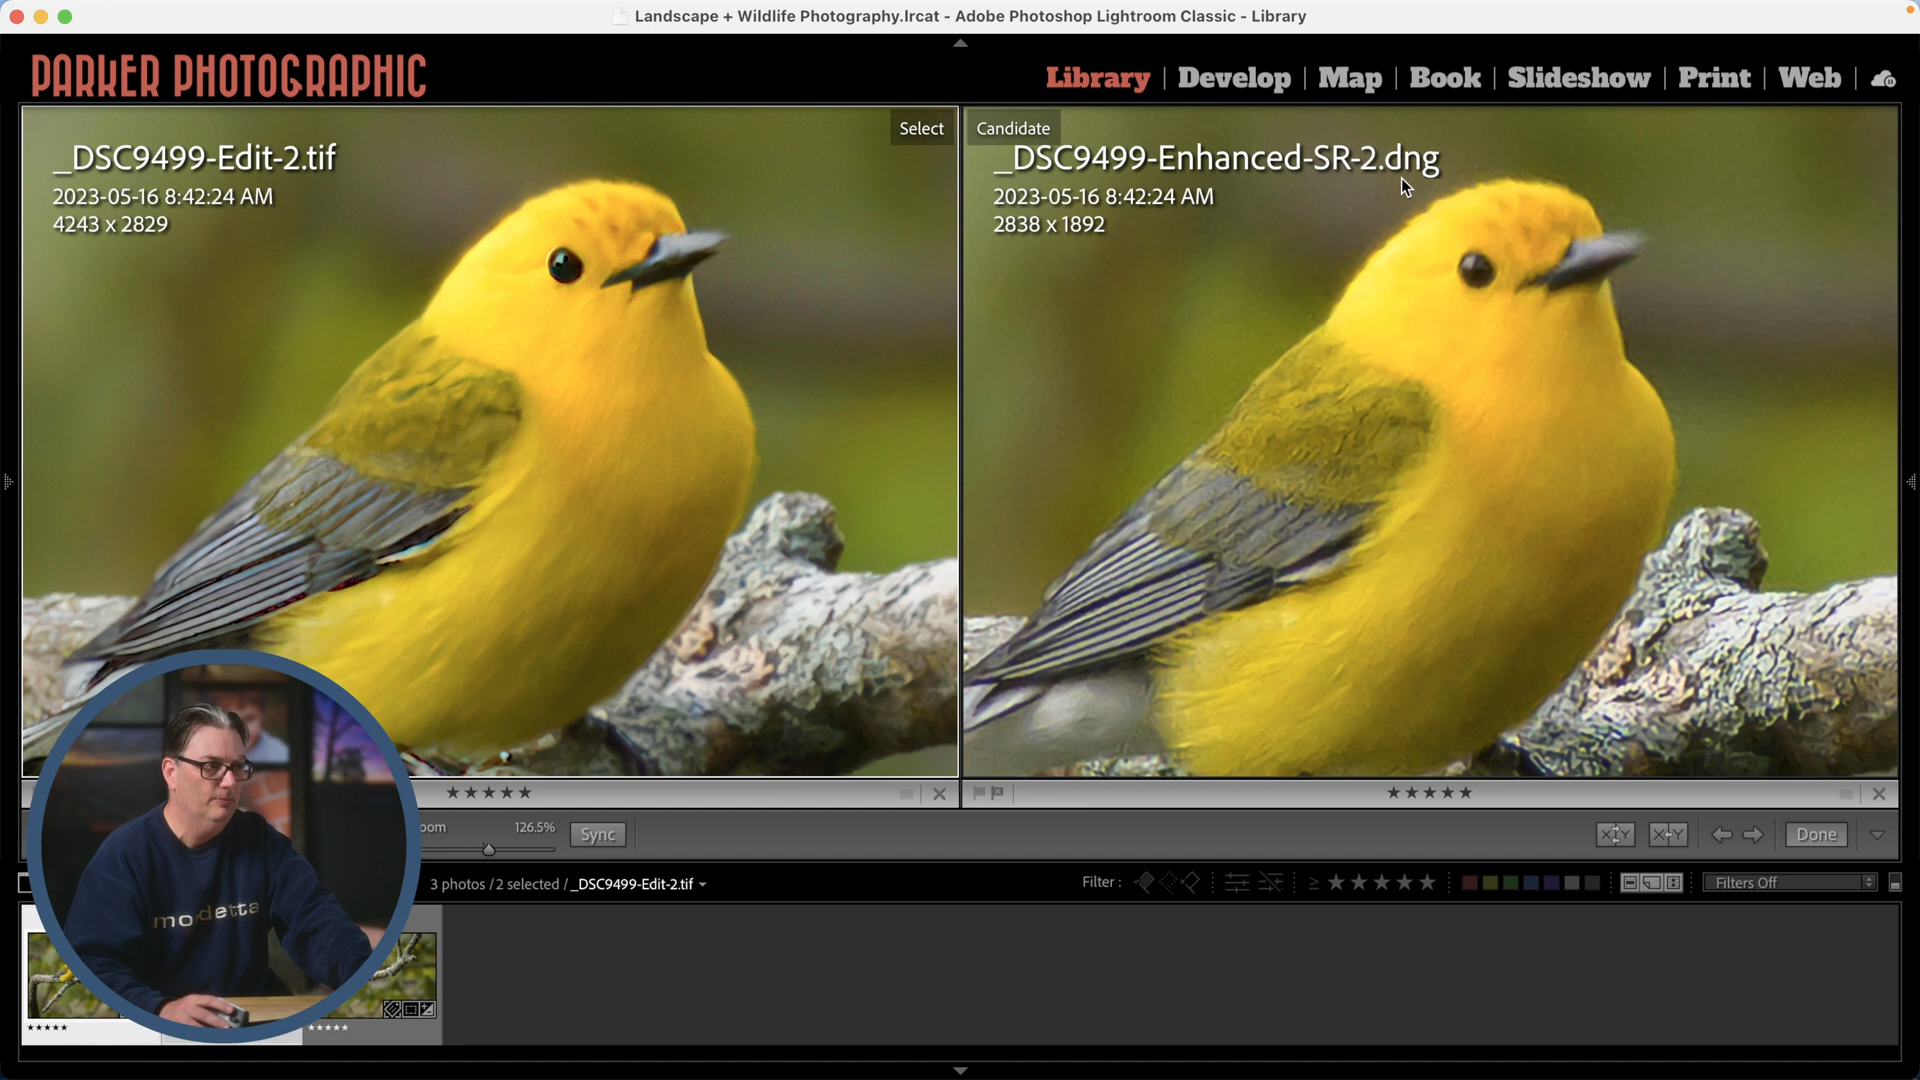 Landscape + Wildlife Photography.lrcat - Adobe Photoshop Lightroom Classic - Library
PARKER PHOTOGRAPHIC
Library | Develop | Map | Book | Slideshow | Print | Web |
Select
_DSC9499-Edit-2.tif
2023-05-16 8:42:24 AM
4243 x 2829
Candidate
_DSC9499-Enhanced-SR-2.dng
2023-05-16 8:42:24 AM
2838 x 1892
oom
126.5%
Sync
X Y
X Y
Done
3 photos / 2 selected / _DSC9499-Edit-2.tif
Filter :
≥
Filters Off
modetta